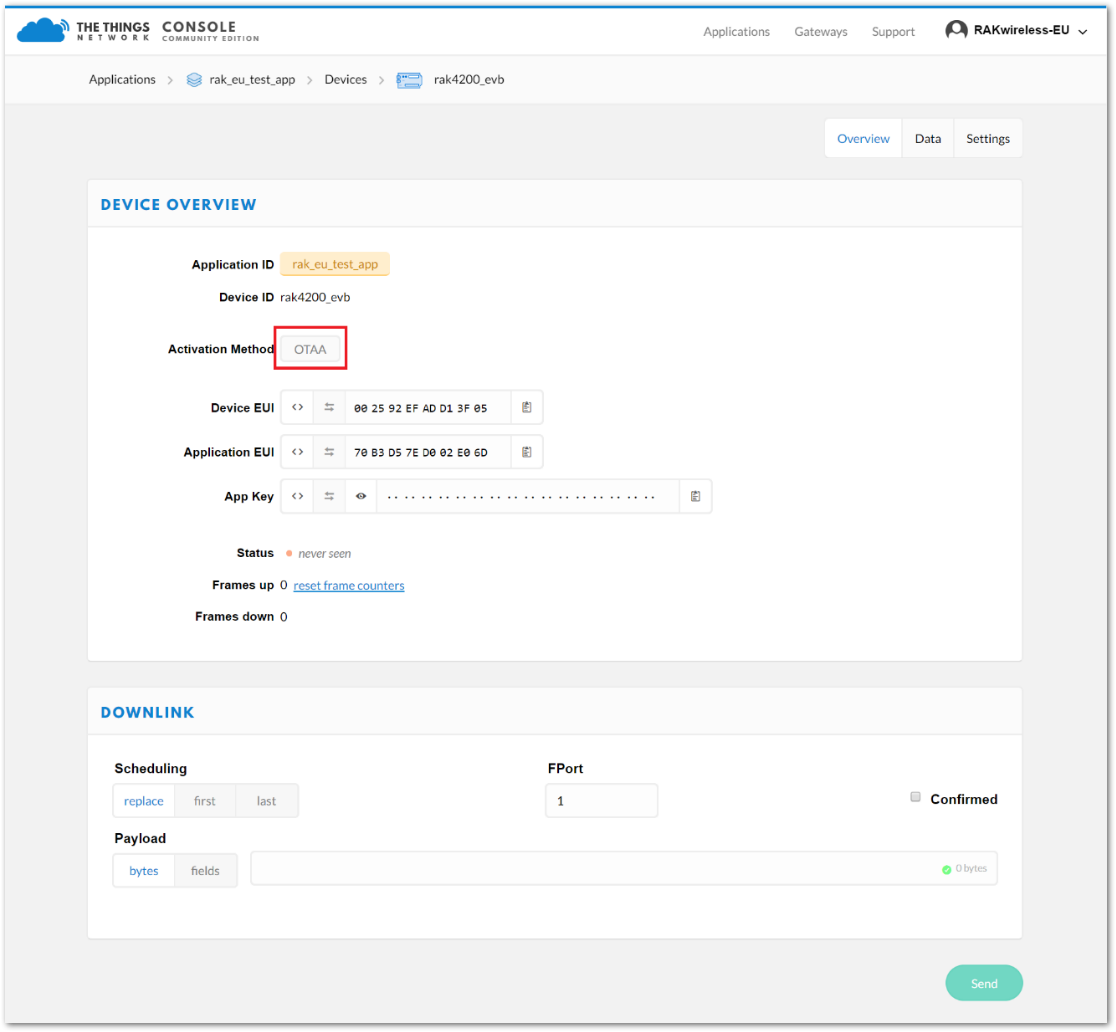 THE THINGS NETWORK CONSOLE COMMUNITY EDITION Applications Gateways Support RAKwireless-EU
Applications > rak_eu_test_app > Devices > rak4200_evb
Overview Data Settings
DEVICE OVERVIEW
Application ID rak_eu_test_app
Device ID rak4200_evb
Activation Method OTAA
Device EUI <> 00 25 92 EF AD D1 3F 05
Application EUI <> 70 B3 D5 7E D0 02 E0 6D
App Key <>
Status never seen
Frames up 0 reset frame counters
Frames down 0
DOWNLINK
Scheduling FPort
replace first last 1 Confirmed
Payload
bytes fields 0 bytes
Send